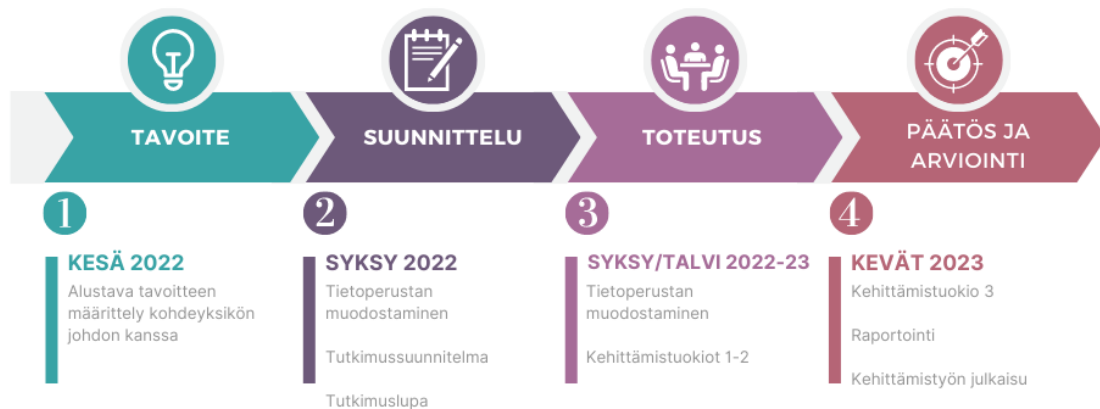 TAVOITE
SUUNNITTELU
TOTEUTUS
PÄÄTÖS JA
ARVIOINTI
1
KESÄ 2022
Alustava tavoitteen
määrittely kohdeyksikön
johdon kanssa
2
SYKSY 2022
Tietoperustan
muodostaminen
Tutkimussuunnitelma
Tutkimuslupa
3
SYKSY/TALVI 2022-23
Tietoperustan
muodostaminen
Kehittämistuokiot 1-2
4
KEVÄT 2023
Kehittämistuokio 3
Raportointi
Kehittämistyön julkaisu